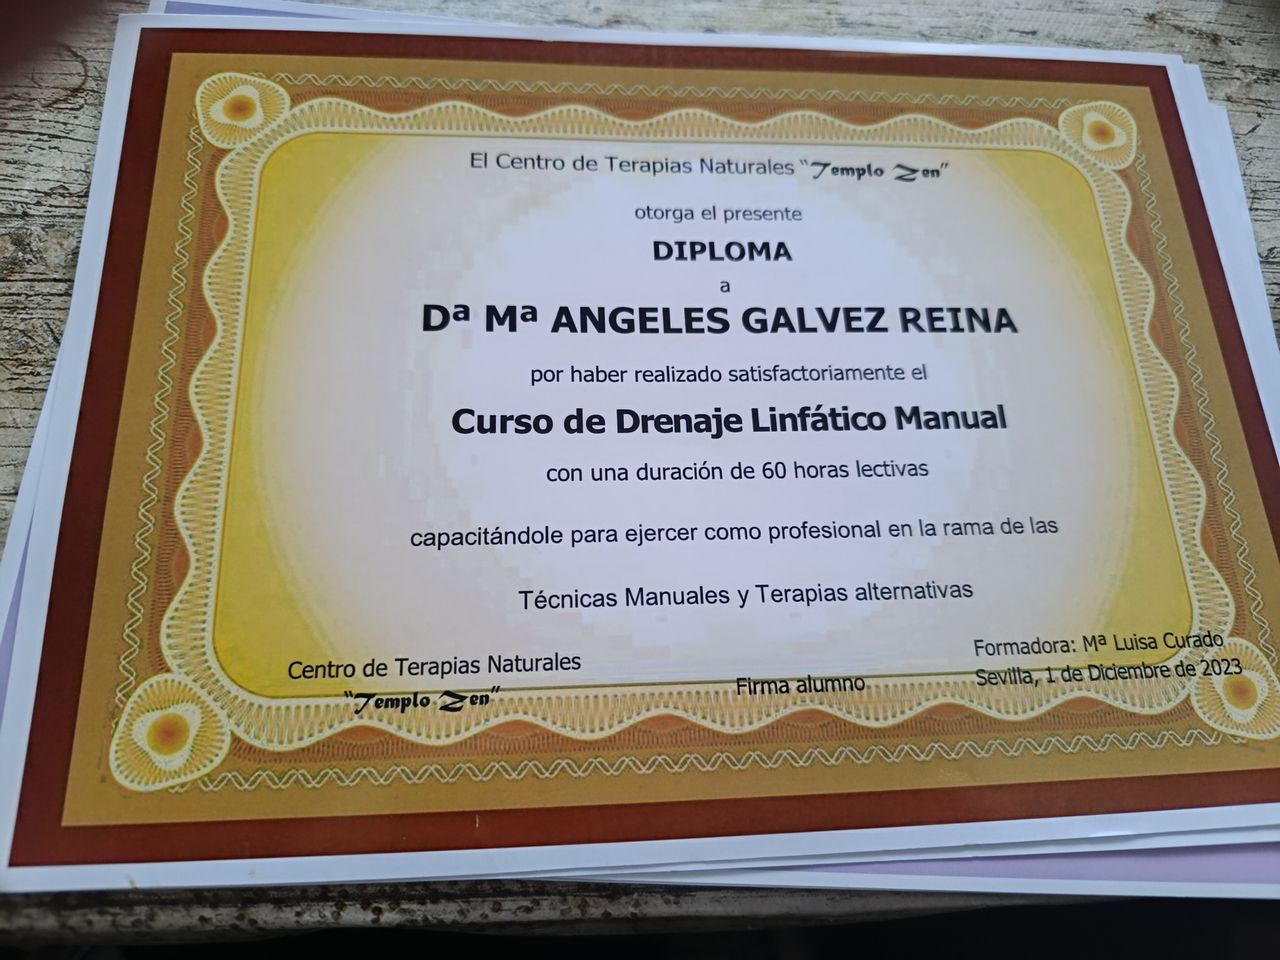 El Centro de Terapias Naturales "Templo Zen"
otorga el presente
DIPLOMA
a
Dª Mª ANGELES GALVEZ REINA
por haber realizado satisfactoriamente el
Curso de Drenaje Linfático Manual
con una duración de 60 horas lectivas
capacitándole para ejercer como profesional en la rama de las
Técnicas Manuales y Terapias alternativas
Centro de Terapias Naturales
"Templo Zen"
Firma alumno
Formadora: Mª Luisa Curado
Sevilla, 1 de Diciembre de 2023